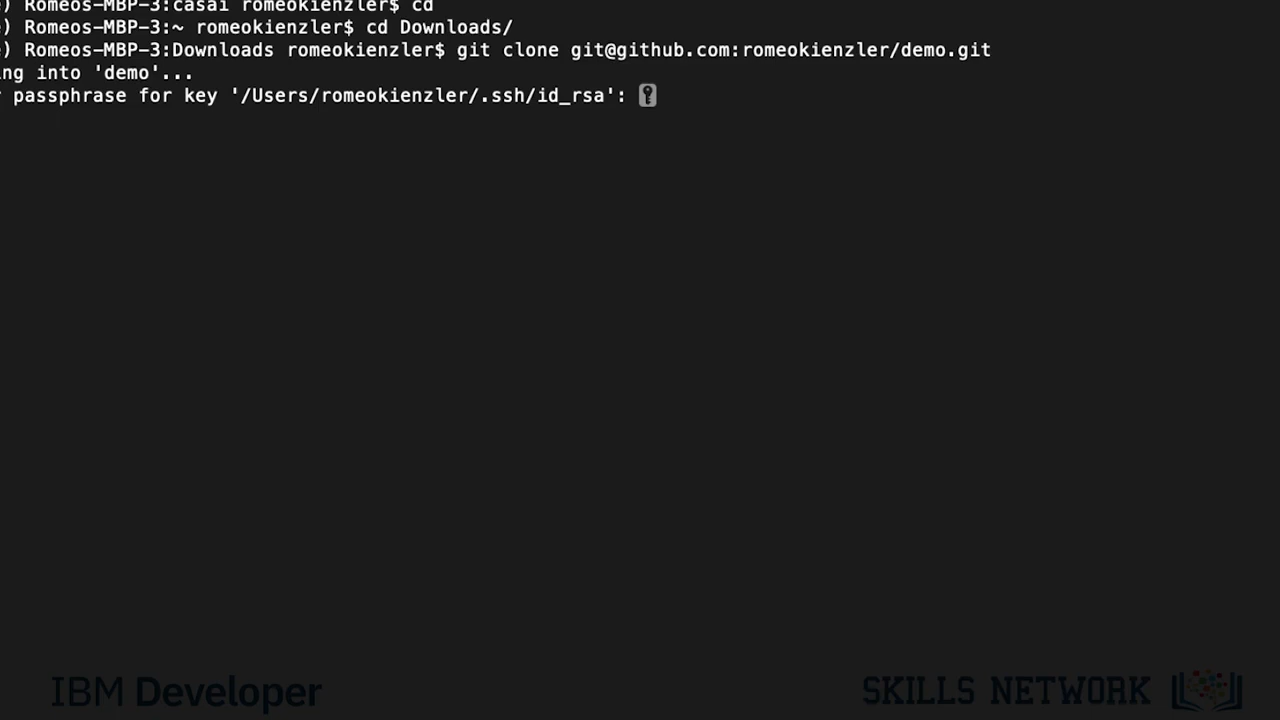 ) Romeos-MBP-3:casai romeokienzler$ cd
) Romeos-MBP-3:~ romeokienzler$ cd Downloads/
) Romeos-MBP-3:Downloads romeokienzler$ git clone git@github.com:romeokienzler/demo.git
ng into 'demo'...
passphrase for key '/Users/romeokienzler/.ssh/id_rsa':
IBM Developer
SKILLS NETWORK